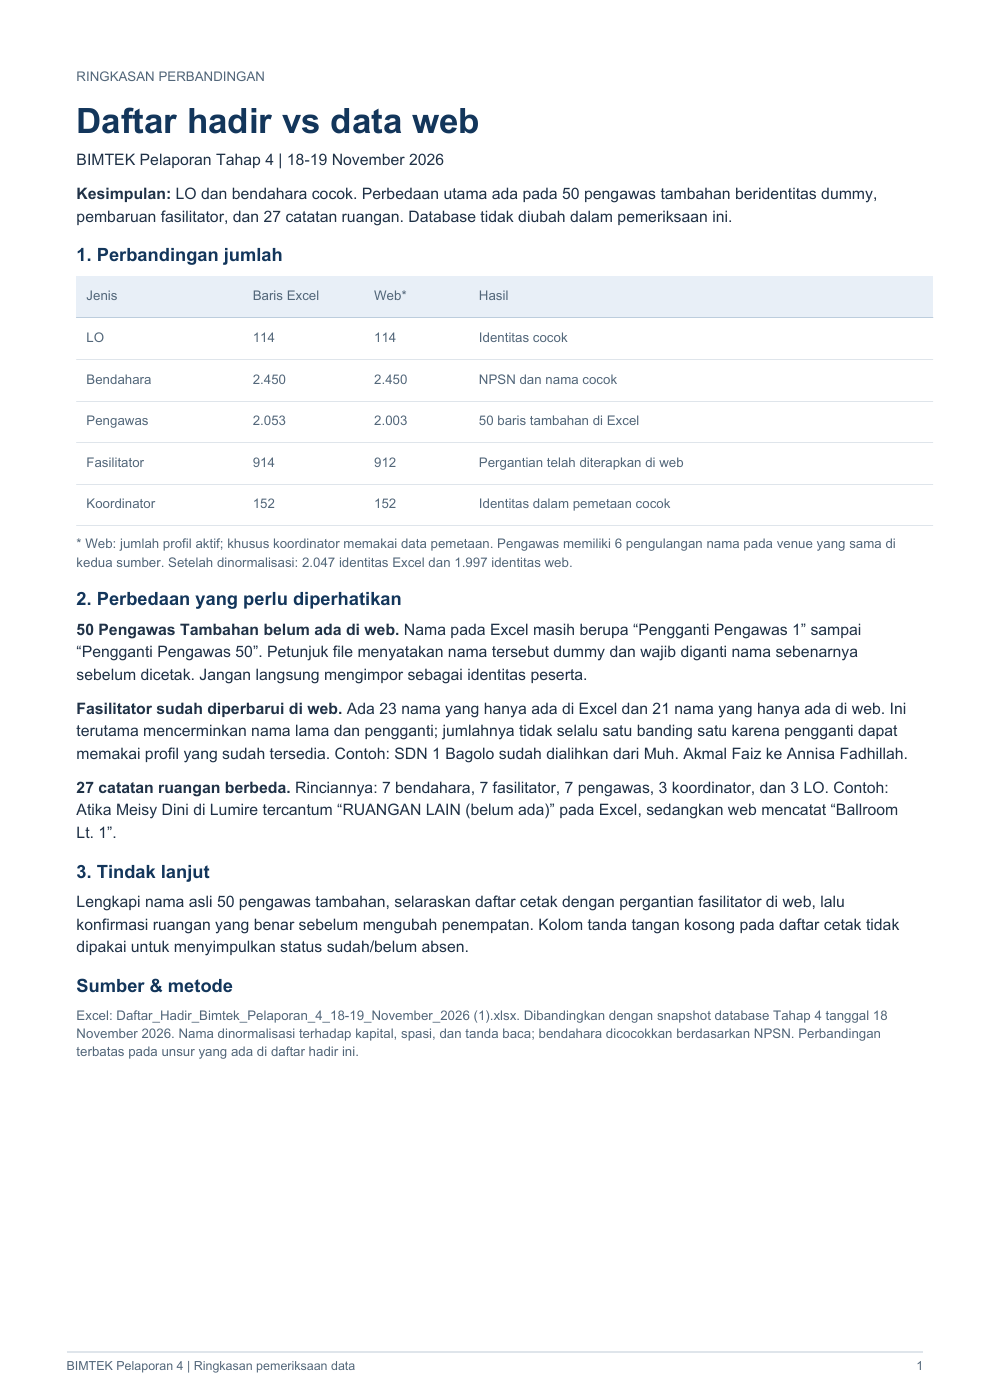 RINGKASAN PERBANDINGAN
Daftar hadir vs data web
BIMTEK Pelaporan Tahap 4 | 18-19 November 2026
Kesimpulan: LO dan bendahara cocok. Perbedaan utama ada pada 50 pengawas tambahan beridentitas dummy,
pembaruan fasilitator, dan 27 catatan ruangan. Database tidak diubah dalam pemeriksaan ini.
1. Perbandingan jumlah
Jenis Baris Excel Web* Hasil
LO 114 114 Identitas cocok
Bendahara 2.450 2.450 NPSN dan nama cocok
Pengawas 2.053 2.003 50 baris tambahan di Excel
Fasilitator 914 912 Pergantian telah diterapkan di web
Koordinator 152 152 Identitas dalam pemetaan cocok
* Web: jumlah profil aktif; khusus koordinator memakai data pemetaan. Pengawas memiliki 6 pengulangan nama pada venue yang sama di
kedua sumber. Setelah dinormalisasi: 2.047 identitas Excel dan 1.997 identitas web.
2. Perbedaan yang perlu diperhatikan
50 Pengawas Tambahan belum ada di web. Nama pada Excel masih berupa “Pengganti Pengawas 1” sampai
“Pengganti Pengawas 50”. Petunjuk file menyatakan nama tersebut dummy dan wajib diganti nama sebenarnya
sebelum dicetak. Jangan langsung mengimpor sebagai identitas peserta.
Fasilitator sudah diperbarui di web. Ada 23 nama yang hanya ada di Excel dan 21 nama yang hanya ada di web. Ini
terutama mencerminkan nama lama dan pengganti; jumlahnya tidak selalu satu banding satu karena pengganti dapat
memakai profil yang sudah tersedia. Contoh: SDN 1 Bagolo sudah dialihkan dari Muh. Akmal Faiz ke Annisa Fadhillah.
27 catatan ruangan berbeda. Rinciannya: 7 bendahara, 7 fasilitator, 7 pengawas, 3 koordinator, dan 3 LO. Contoh:
Atika Meisy Dini di Lumire tercantum “RUANGAN LAIN (belum ada)” pada Excel, sedangkan web mencatat “Ballroom
Lt. 1”.
3. Tindak lanjut
Lengkapi nama asli 50 pengawas tambahan, selaraskan daftar cetak dengan pergantian fasilitator di web, lalu
konfirmasi ruangan yang benar sebelum mengubah penempatan. Kolom tanda tangan kosong pada daftar cetak tidak
dipakai untuk menyimpulkan status sudah/belum absen.
Sumber & metode
Excel: Daftar_Hadir_Bimtek_Pelaporan_4_18-19_November_2026 (1).xlsx. Dibandingkan dengan snapshot database Tahap 4 tanggal 18
November 2026. Nama dinormalisasi terhadap kapital, spasi, dan tanda baca; bendahara dicocokkan berdasarkan NPSN. Perbandingan
terbatas pada unsur yang ada di daftar hadir ini.
BIMTEK Pelaporan 4 | Ringkasan pemeriksaan data 1